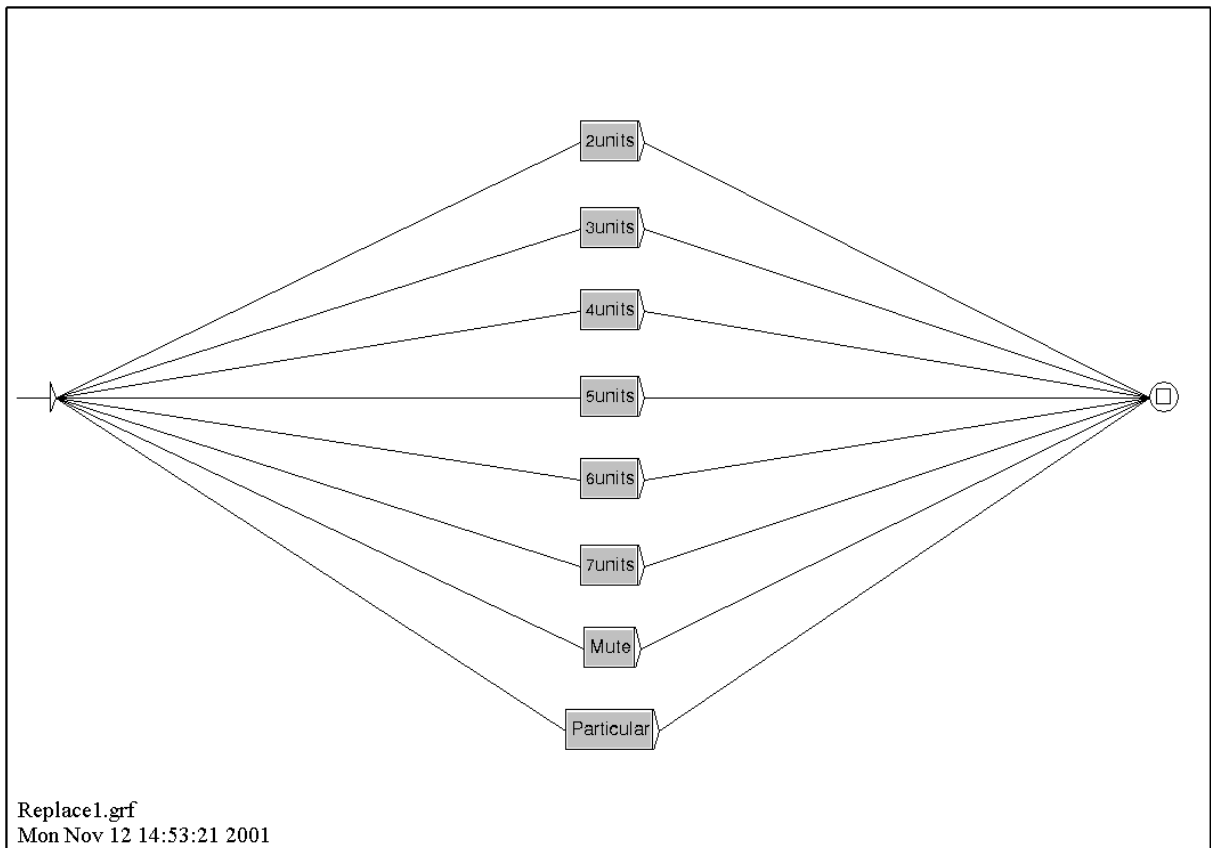 2units
3units
4units
5units
6units
7units
Mute
Particular
Replace1.grf
Mon Nov 12 14:53:21 2001